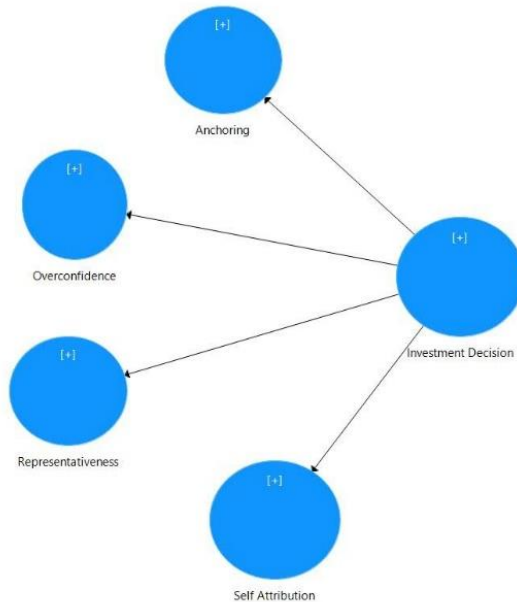 [+]
Anchoring
[+]
Overconfidence
[+]
Investment Decision
[+]
Representativeness
[+]
Self Attribution